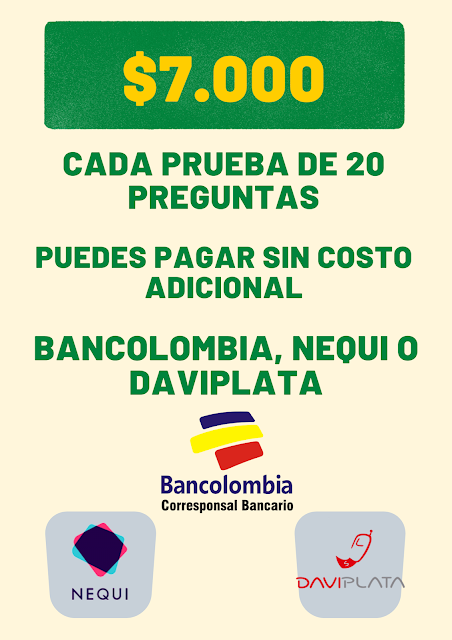 $7.000
CADA PRUEBA DE 20
PREGUNTAS
PUEDES PAGAR SIN COSTO
ADICIONAL
BANCOLOMBIA, NEQUI O
DAVIPLATA
Bancolombia
Corresponsal Bancario
NEQUI
DAVIPLATA